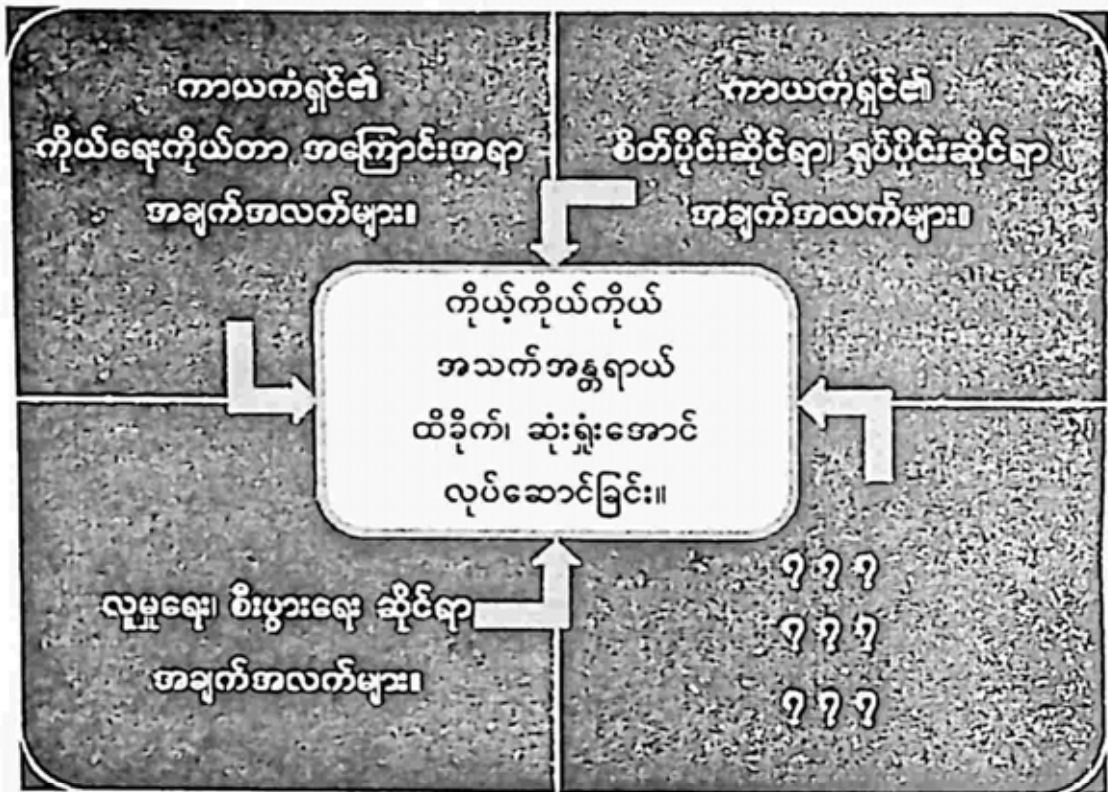 ကာယကံရှင်၏
ကိုယ်ရေးကိုယ်တာ အကြောင်းအရာ
အချက်အလက်များ။
ကာယကံရှင်၏
စိတ်ပိုင်းဆိုင်ရာ၊ ရုပ်ပိုင်းဆိုင်ရာ
အချက်အလက်များ။
ကိုယ့်ကိုယ်ကိုယ်
အသက်အန္တရာယ်
ထိခိုက်၊ ဆုံးရှုံးအောင်
လုပ်ဆောင်ခြင်း။
လူမှုရေး၊ စီးပွားရေး ဆိုင်ရာ
အချက်အလက်များ။
? ? ?
? ? ?
? ? ?